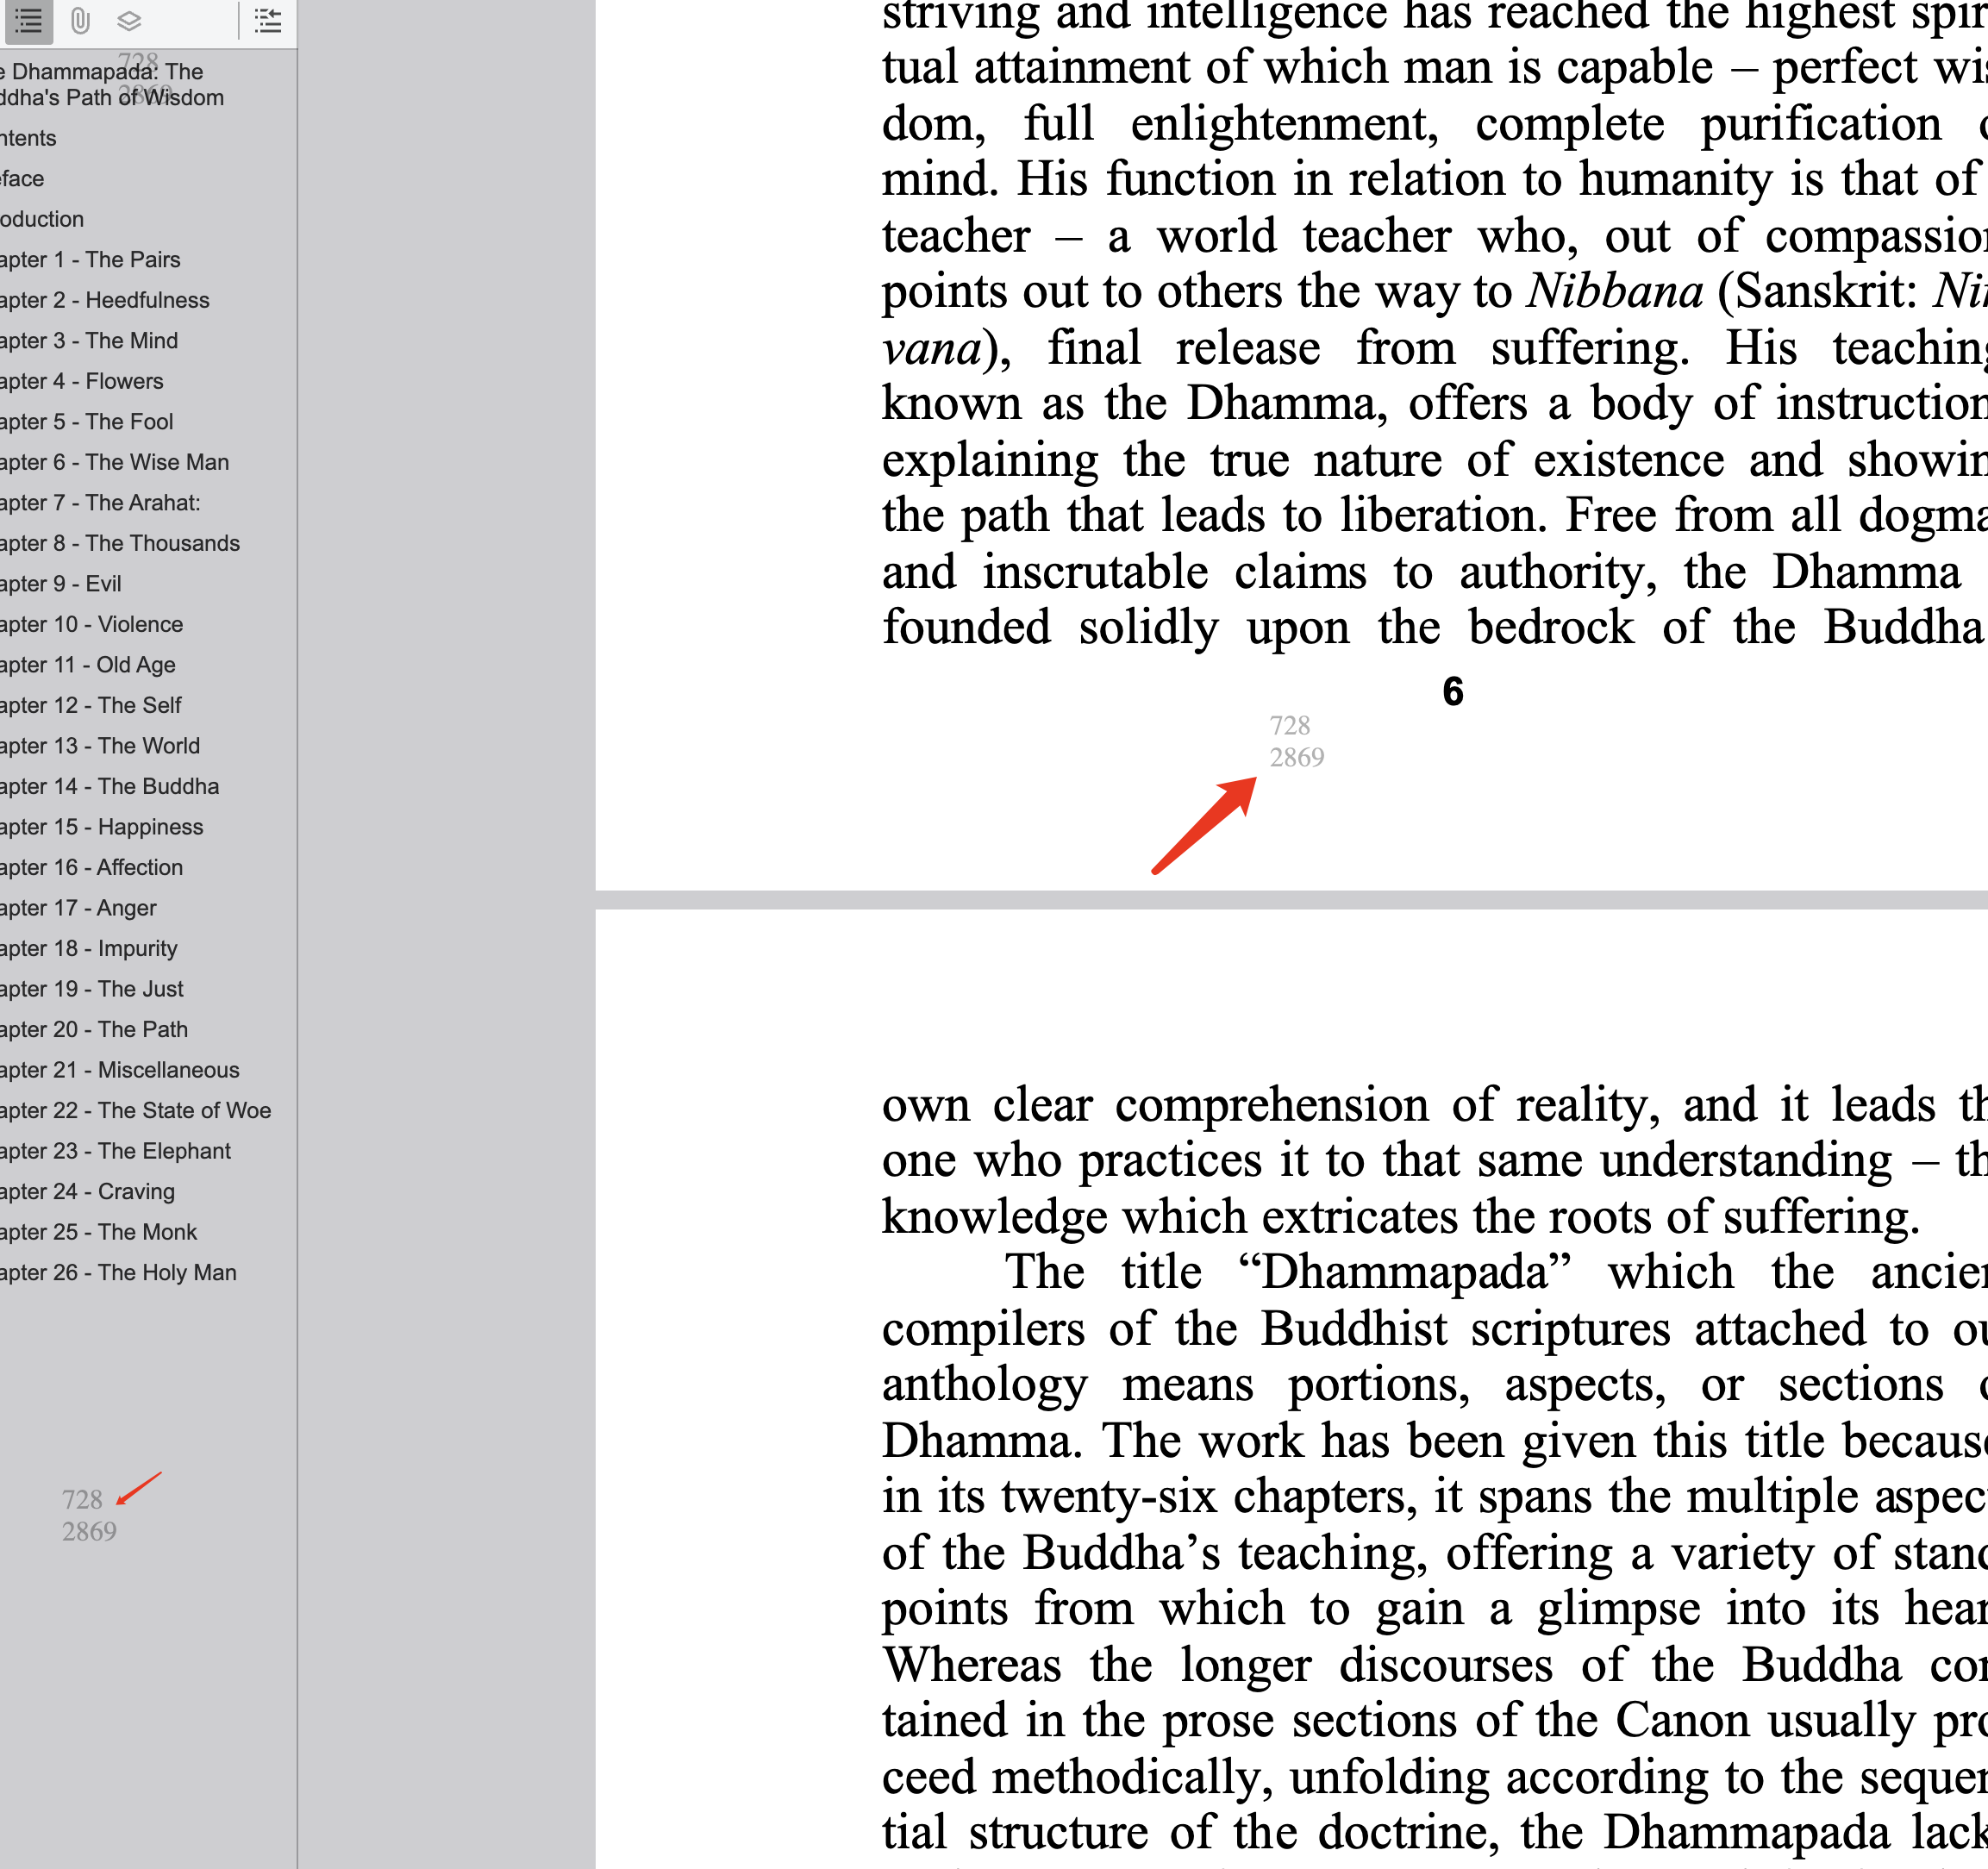 728
2869
e Dhammapada: The
ddha's Path of Wisdom
ntents
face
oduction
apter 1 - The Pairs
apter 2 - Heedfulness
apter 3 - The Mind
apter 4 - Flowers
apter 5 - The Fool
apter 6 - The Wise Man
apter 7 - The Arahat:
apter 8 - The Thousands
apter 9 - Evil
apter 10 - Violence
apter 11 - Old Age
apter 12 - The Self
apter 13 - The World
apter 14 - The Buddha
apter 15 - Happiness
apter 16 - Affection
apter 17 - Anger
apter 18 - Impurity
apter 19 - The Just
apter 20 - The Path
apter 21 - Miscellaneous
apter 22 - The State of Woe
apter 23 - The Elephant
apter 24 - Craving
apter 25 - The Monk
apter 26 - The Holy Man
728
2869
striving and intelligence has reached the highest spir
tual attainment of which man is capable – perfect wis
dom, full enlightenment, complete purification
mind. His function in relation to humanity is that of
teacher – a world teacher who, out of compassion
points out to others the way to Nibbana (Sanskrit: Nir
vana), final release from suffering. His teaching
known as the Dhamma, offers a body of instruction
explaining the true nature of existence and showin
the path that leads to liberation. Free from all dogma
and inscrutable claims to authority, the Dhamma
founded solidly upon the bedrock of the Buddha
6
728
2869
own clear comprehension of reality, and it leads th
one who practices it to that same understanding – th
knowledge which extricates the roots of suffering.
The title “Dhammapada” which the ancien
compilers of the Buddhist scriptures attached to ou
anthology means portions, aspects, or sections
Dhamma. The work has been given this title because
in its twenty-six chapters, it spans the multiple aspec
of the Buddha’s teaching, offering a variety of stand
points from which to gain a glimpse into its hear
Whereas the longer discourses of the Buddha con
tained in the prose sections of the Canon usually pro
ceed methodically, unfolding according to the sequen
tial structure of the doctrine, the Dhammapada lack